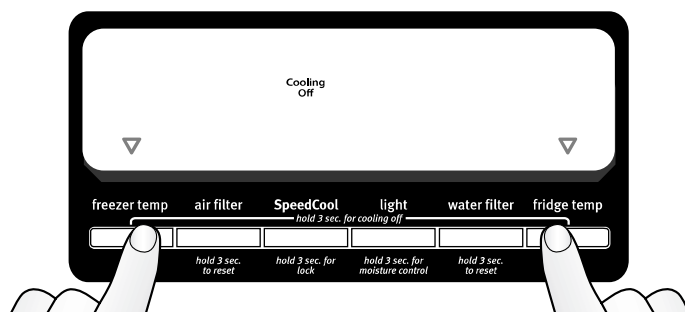 Cooling
Off
freezer temp air filter SpeedCool light water filter fridge temp
hold 3 sec. for cooling off
hold 3 sec. hold 3 sec. for hold 3 sec. for hold 3 sec.
to reset lock moisture control to reset